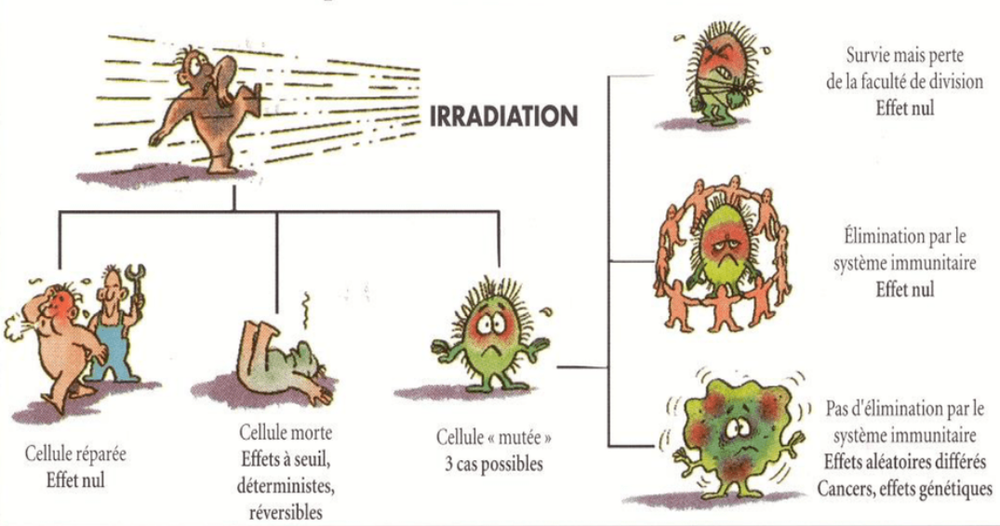 IRRADIATION
Survie mais perte
de la faculté de division
Effet nul
Élimination par le
système immunitaire
Effet nul
Cellule réparée
Effet nul
Cellule morte
Effets à seuil,
déterministes,
réversibles
Cellule « mutée »
3 cas possibles
Pas d'élimination par le
système immunitaire
Effets aléatoires différés
Cancers, effets génétiques